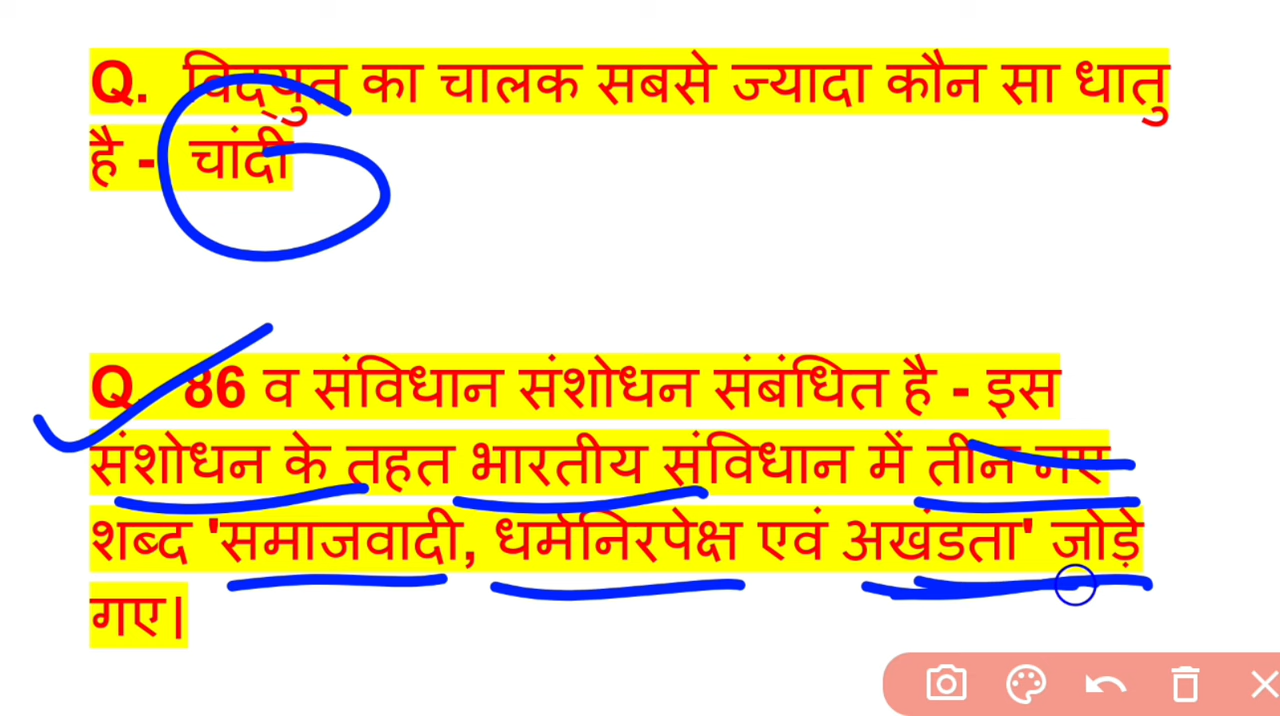 Q. विद्युत का चालक सबसे ज्यादा कौन सा धातु
है - चांदी
Q 86 व संविधान संशोधन संबंधित है - इस
संशोधन के तहत भारतीय संविधान में तीन नए
शब्द 'समाजवादी, धर्मनिरपेक्ष एवं अखंडता' जोड़े
गए।